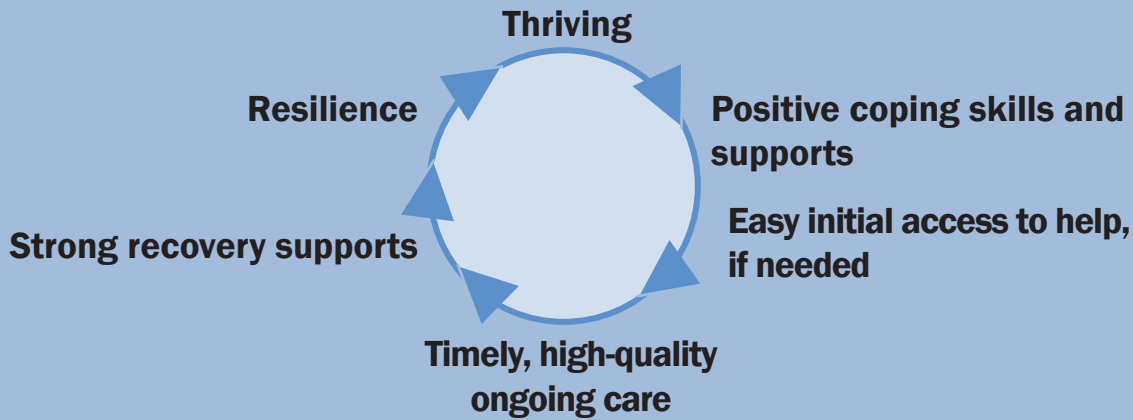 Thriving
Positive coping skills and
supports
Easy initial access to help,
if needed
Timely, high-quality
ongoing care
Strong recovery supports
Resilience